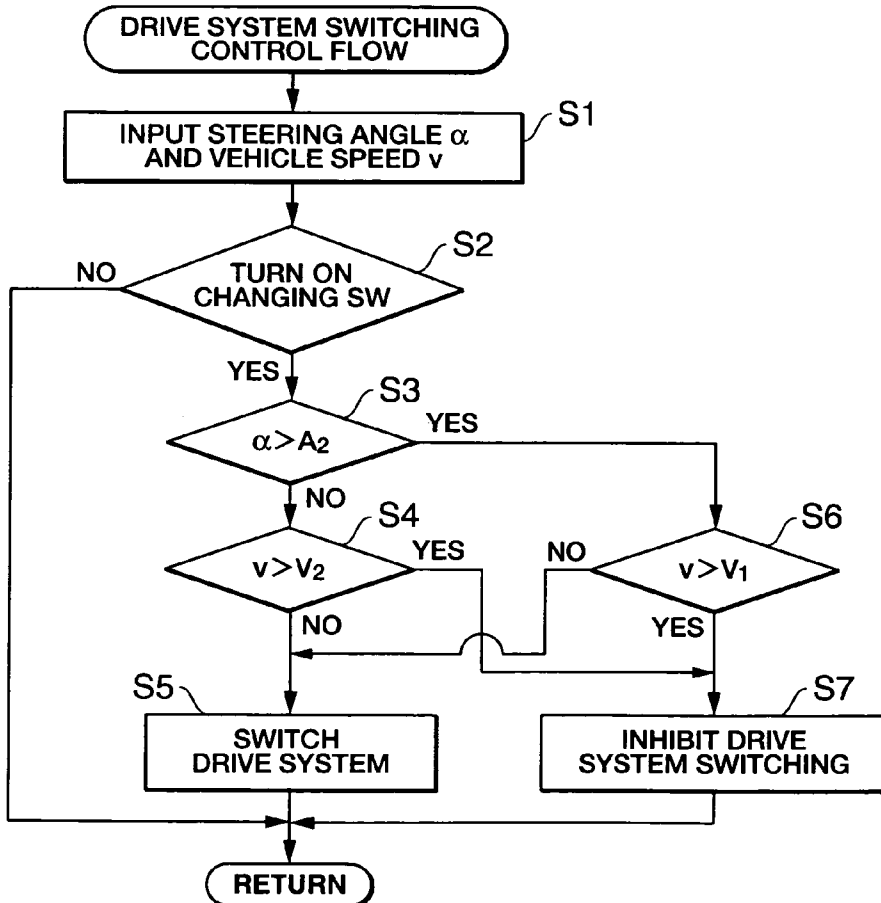 DRIVE SYSTEM SWITCHING
CONTROL FLOW
S1
INPUT STEERING ANGLE α
AND VEHICLE SPEED v
S2
NO
TURN ON
CHANGING SW
YES
S3
α>A₂
YES
NO
S4
v>V₂
YES
NO
S6
NO
v>V₁
YES
S5
SWITCH
DRIVE SYSTEM
S7
INHIBIT DRIVE
SYSTEM SWITCHING
RETURN